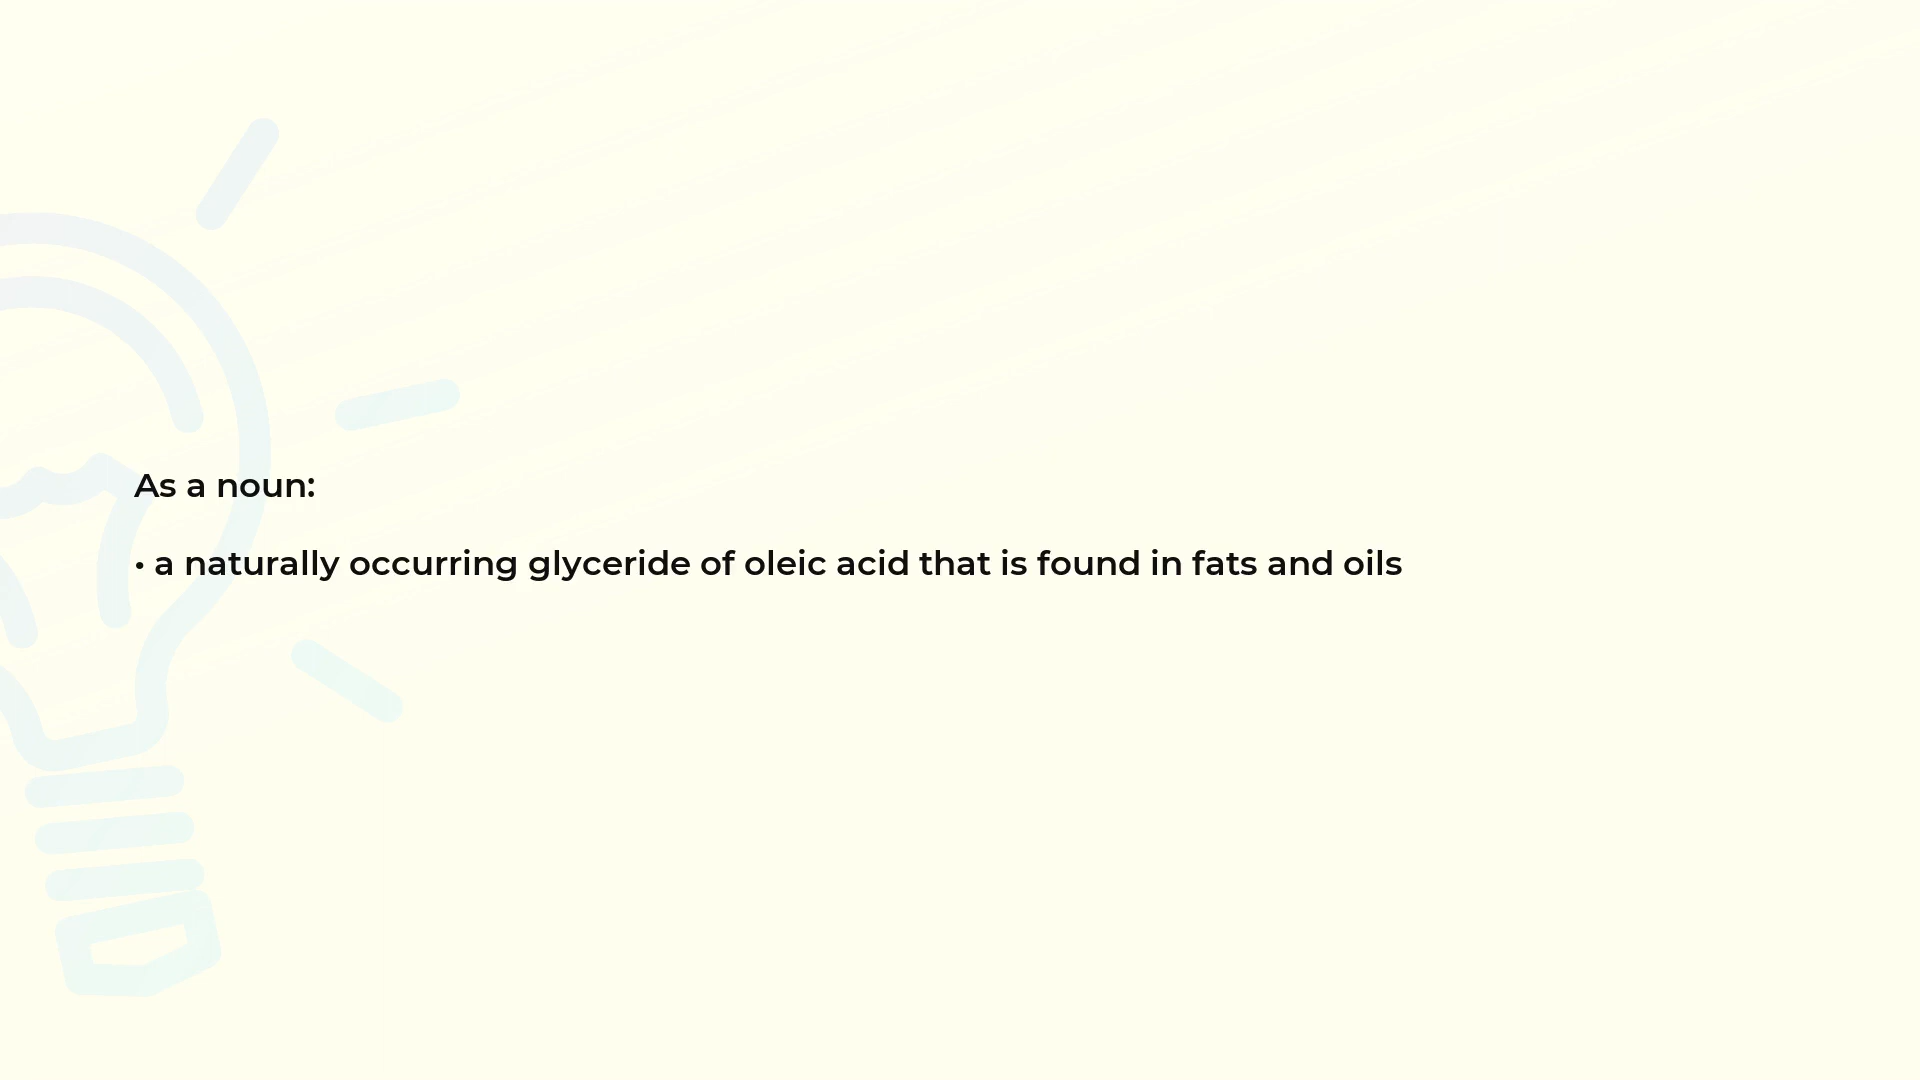 As a noun:
• a naturally occurring glyceride of oleic acid that is found in fats and oils